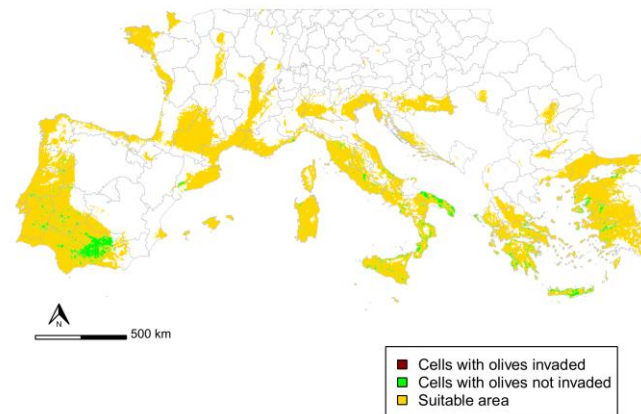 N
500 km
Cells with olives invaded
Cells with olives not invaded
Suitable area